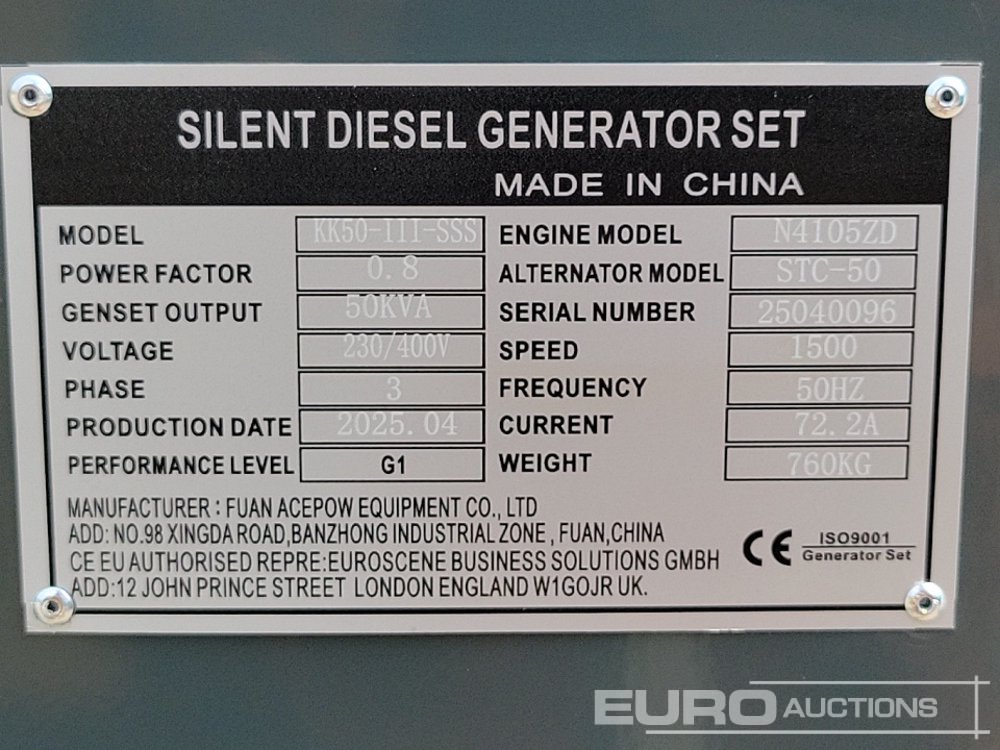 SILENT DIESEL GENERATOR SET
MADE IN CHINA
MODEL KK50-III-SSS ENGINE MODEL N4105ZD
POWER FACTOR 0.8 ALTERNATOR MODEL STC-50
GENSET OUTPUT 50KVA SERIAL NUMBER 25040096
VOLTAGE 230/400V SPEED 1500
PHASE 3 FREQUENCY 50HZ
PRODUCTION DATE 2025.04 CURRENT 72.2A
PERFORMANCE LEVEL G1 WEIGHT 760KG
MANUFACTURER : FUAN ACEPOW EQUIPMENT CO., LTD
ADD: NO.98 XINGDA ROAD,BANZHONG INDUSTRIAL ZONE , FUAN,CHINA
CE EU AUTHORISED REPRE:EUROSCENE BUSINESS SOLUTIONS GMBH
ADD:12 JOHN PRINCE STREET LONDON ENGLAND W1GOJR UK.
CE ISO9001
Generator Set
EURO AUCTIONS